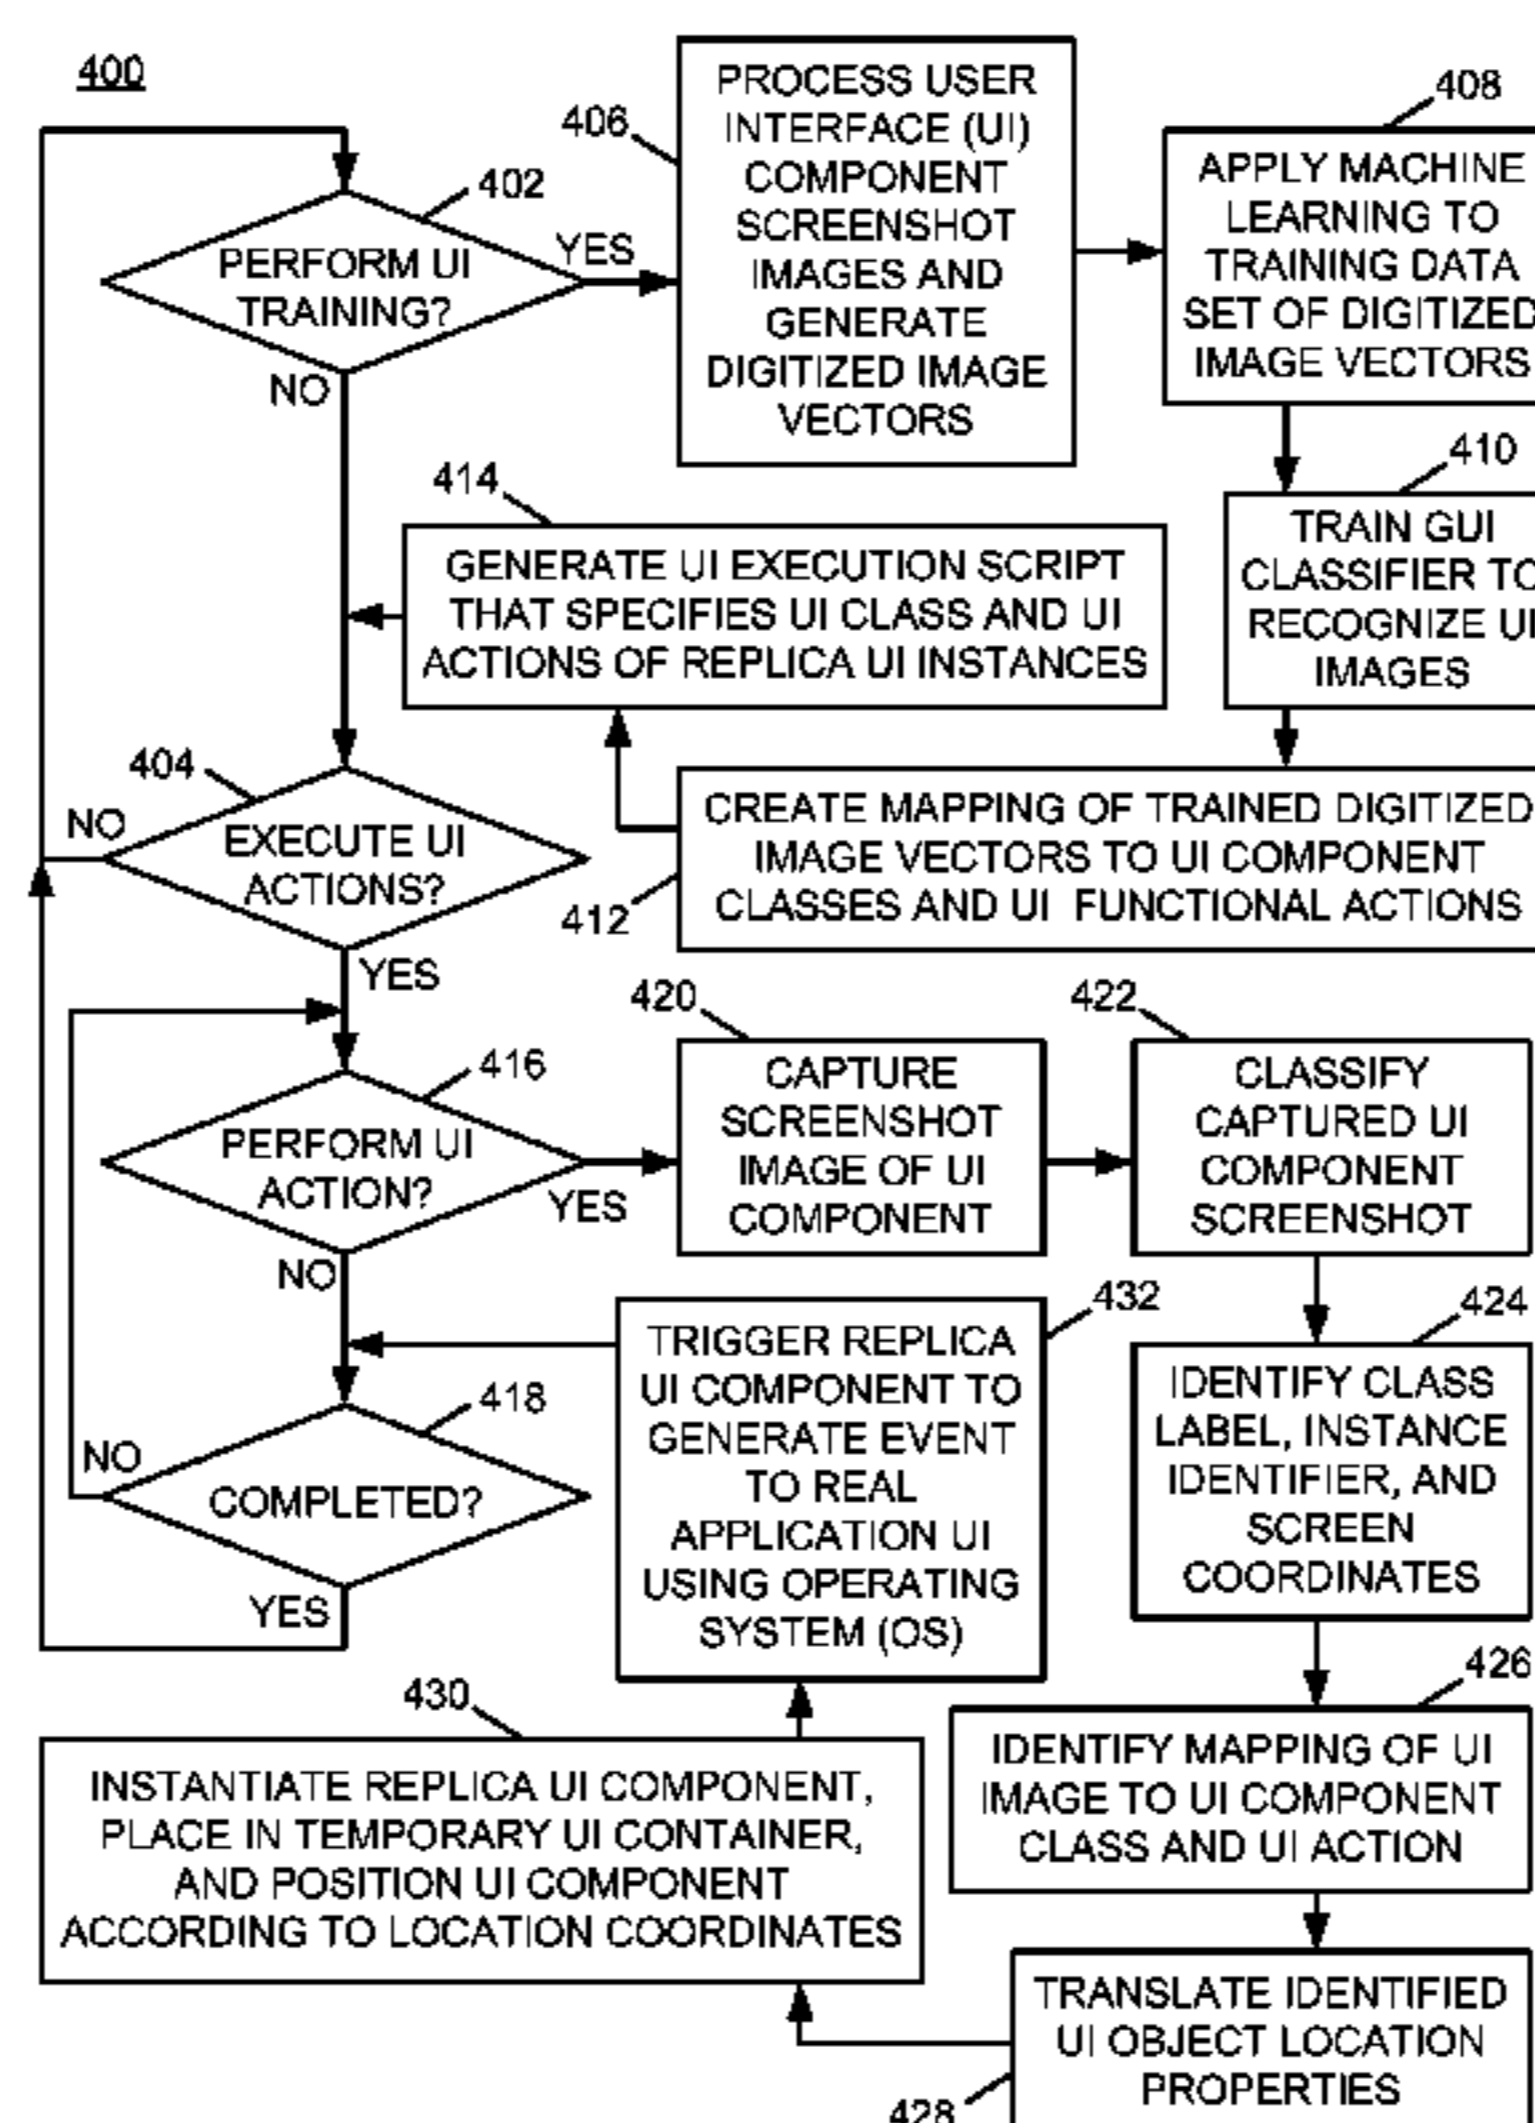 400
402
PERFORM UI
TRAINING?
YES
NO
406
PROCESS USER
INTERFACE (UI)
COMPONENT
SCREENSHOT
IMAGES AND
GENERATE
DIGITIZED IMAGE
VECTORS
408
APPLY MACHINE
LEARNING TO
TRAINING DATA
SET OF DIGITIZED
IMAGE VECTORS
410
TRAIN GUI
CLASSIFIER TO
RECOGNIZE UI
IMAGES
414
GENERATE UI EXECUTION SCRIPT
THAT SPECIFIES UI CLASS AND UI
ACTIONS OF REPLICA UI INSTANCES
412
CREATE MAPPING OF TRAINED DIGITIZED
IMAGE VECTORS TO UI COMPONENT
CLASSES AND UI FUNCTIONAL ACTIONS
404
NO
EXECUTE UI
ACTIONS?
YES
416
PERFORM UI
ACTION?
YES
NO
420
CAPTURE
SCREENSHOT
IMAGE OF UI
COMPONENT
422
CLASSIFY
CAPTURED UI
COMPONENT
SCREENSHOT
424
IDENTIFY CLASS
LABEL, INSTANCE
IDENTIFIER, AND
SCREEN
COORDINATES
432
TRIGGER REPLICA
UI COMPONENT TO
GENERATE EVENT
TO REAL
APPLICATION UI
USING OPERATING
SYSTEM (OS)
418
NO
COMPLETED?
YES
426
IDENTIFY MAPPING OF UI
IMAGE TO UI COMPONENT
CLASS AND UI ACTION
430
INSTANTIATE REPLICA UI COMPONENT,
PLACE IN TEMPORARY UI CONTAINER,
AND POSITION UI COMPONENT
ACCORDING TO LOCATION COORDINATES
TRANSLATE IDENTIFIED
UI OBJECT LOCATION
PROPERTIES
428